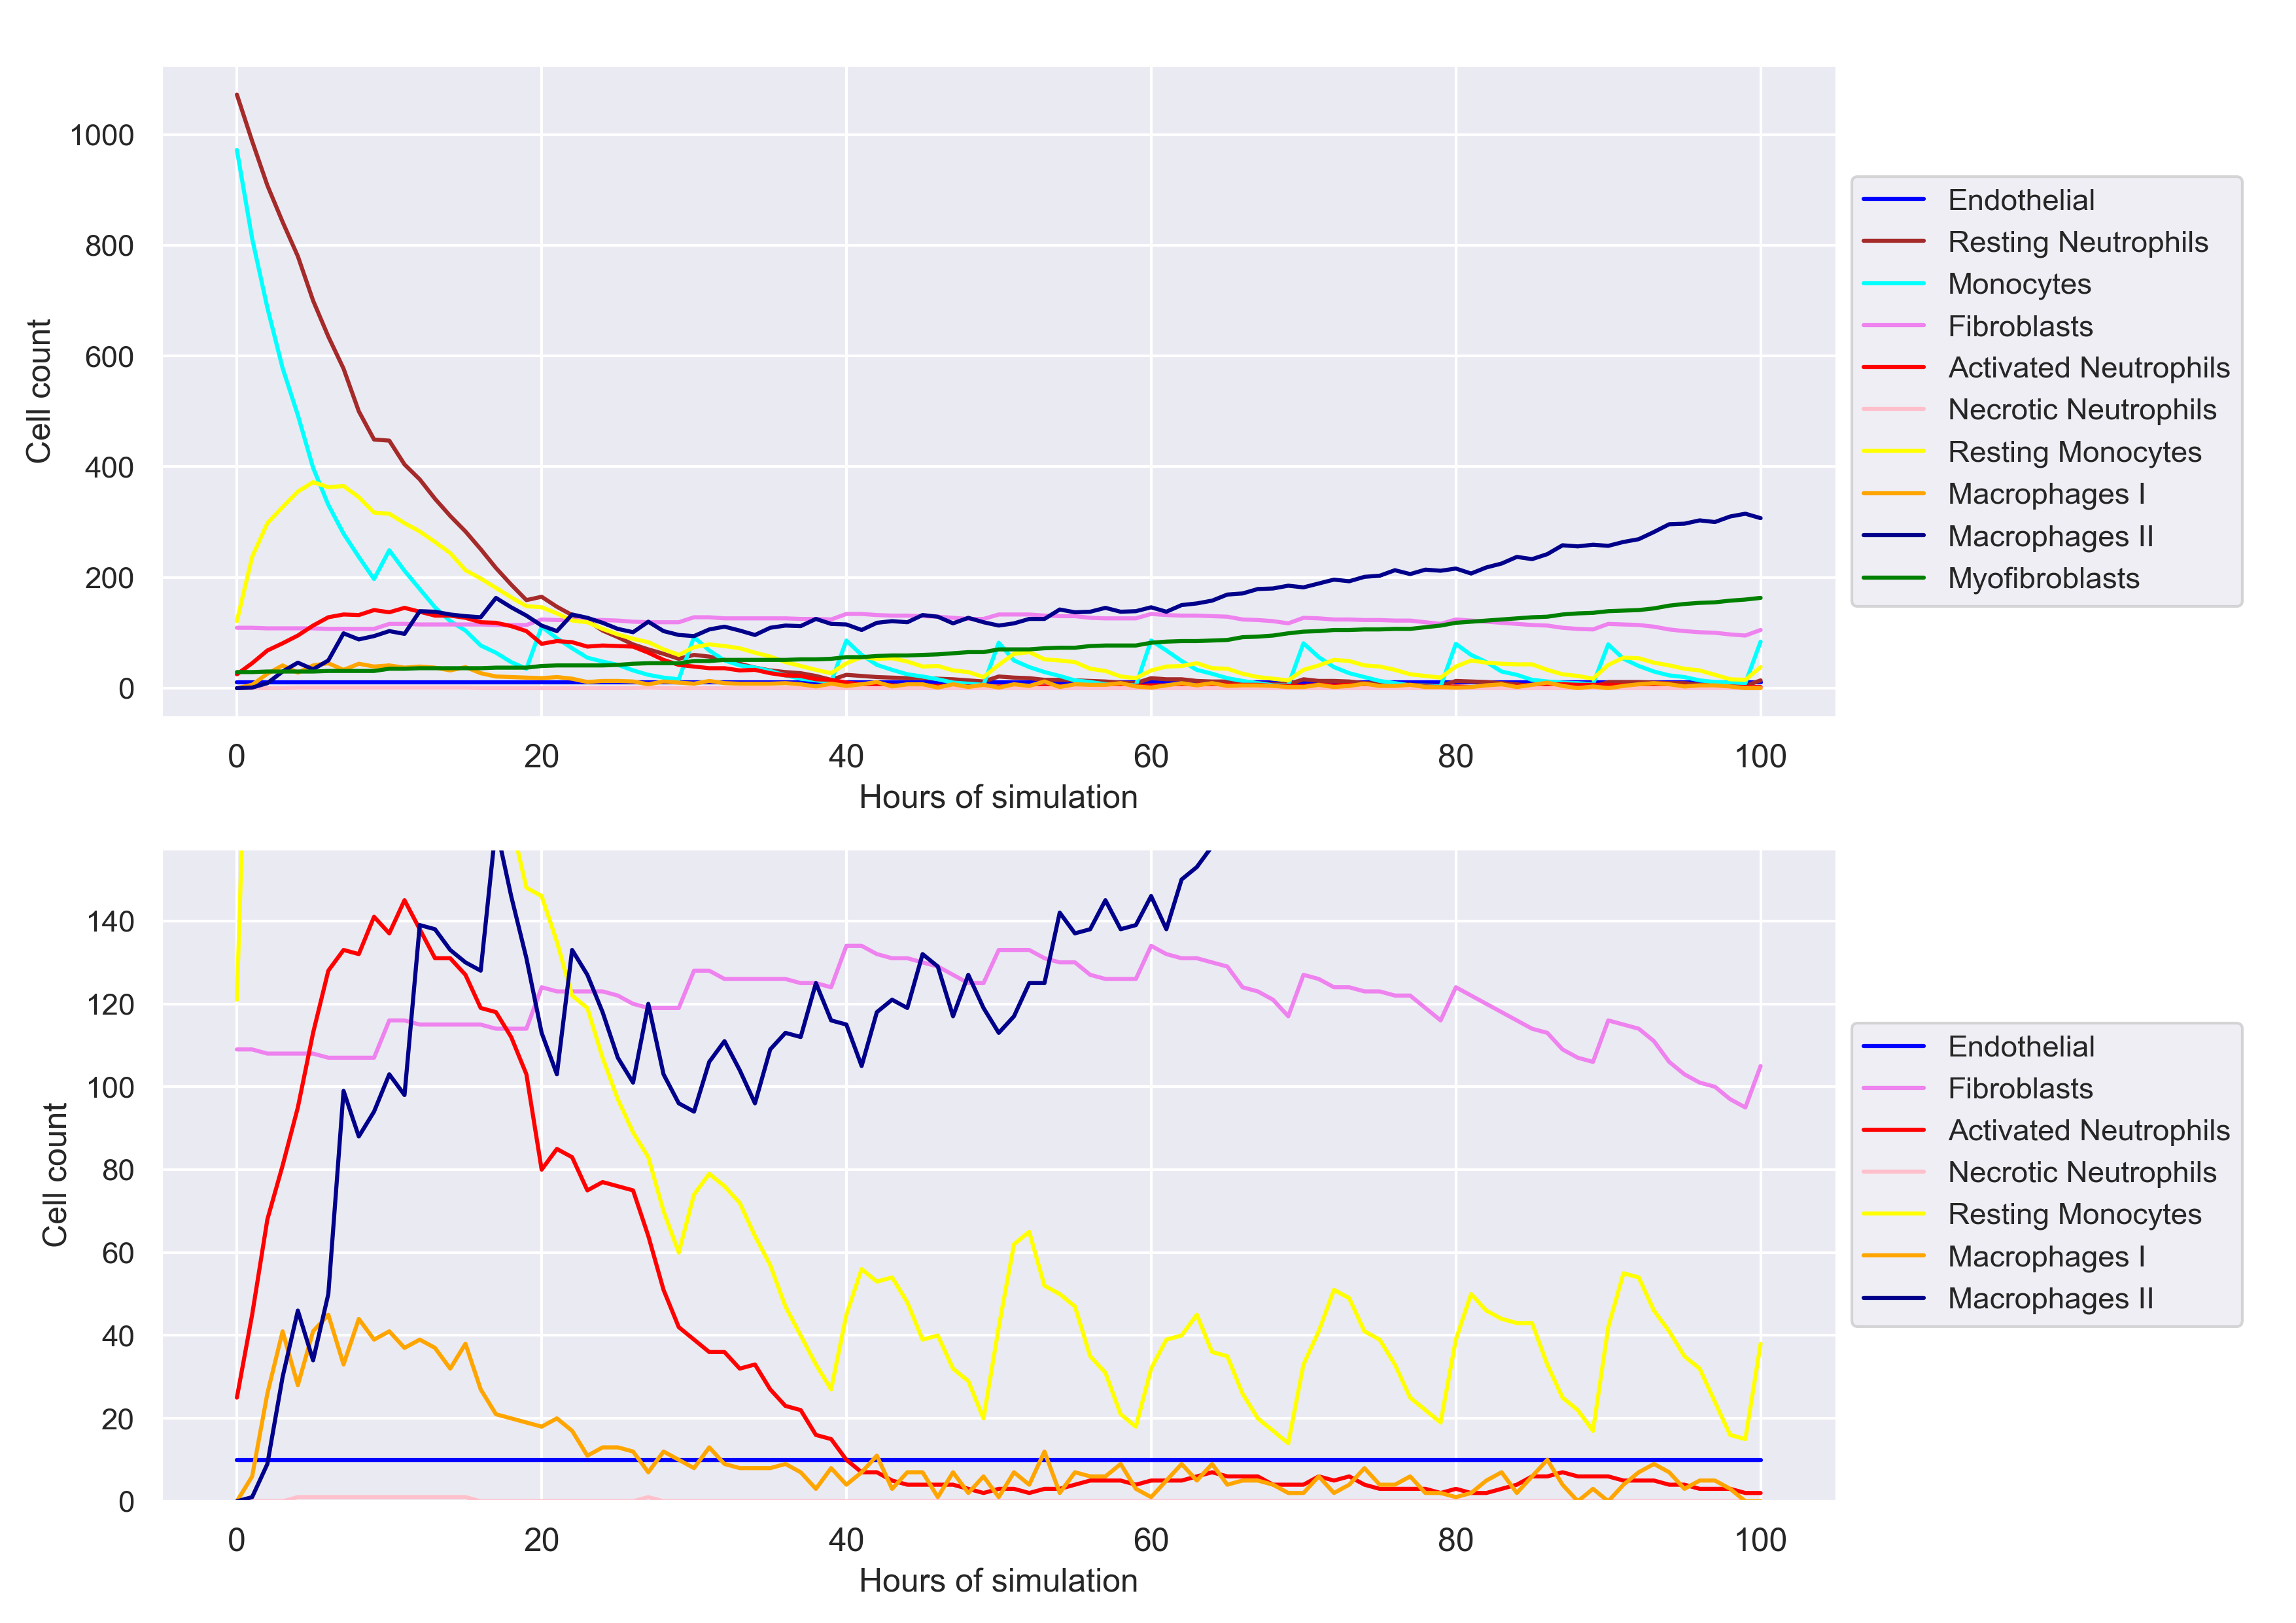 1000
800
600
400
200
0
Cell count
0 20 40 60 80 100
Hours of simulation
Endothelial
Resting Neutrophils
Monocytes
Fibroblasts
Activated Neutrophils
Necrotic Neutrophils
Resting Monocytes
Macrophages I
Macrophages II
Myofibroblasts
140
120
100
80
60
40
20
0
Cell count
0 20 40 60 80 100
Hours of simulation
Endothelial
Fibroblasts
Activated Neutrophils
Necrotic Neutrophils
Resting Monocytes
Macrophages I
Macrophages II